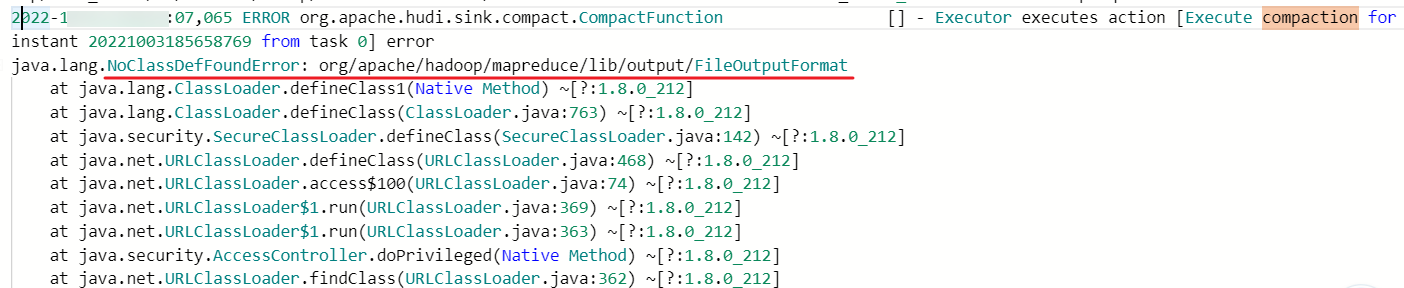 2022-1 :07,065 ERROR org.apache.hudi.sink.compact.CompactFunction [] - Executor executes action [Execute compaction for
instant 20221003185658769 from task 0] error
java.lang.NoClassDefFoundError: org/apache/hadoop/mapreduce/lib/output/FileOutputFormat
at java.lang.ClassLoader.defineClass1(Native Method) ~[?:1.8.0_212]
at java.lang.ClassLoader.defineClass(ClassLoader.java:763) ~[?:1.8.0_212]
at java.security.SecureClassLoader.defineClass(SecureClassLoader.java:142) ~[?:1.8.0_212]
at java.net.URLClassLoader.defineClass(URLClassLoader.java:468) ~[?:1.8.0_212]
at java.net.URLClassLoader.access$100(URLClassLoader.java:74) ~[?:1.8.0_212]
at java.net.URLClassLoader$1.run(URLClassLoader.java:369) ~[?:1.8.0_212]
at java.net.URLClassLoader$1.run(URLClassLoader.java:363) ~[?:1.8.0_212]
at java.security.AccessController.doPrivileged(Native Method) ~[?:1.8.0_212]
at java.net.URLClassLoader.findClass(URLClassLoader.java:362) ~[?:1.8.0_212]